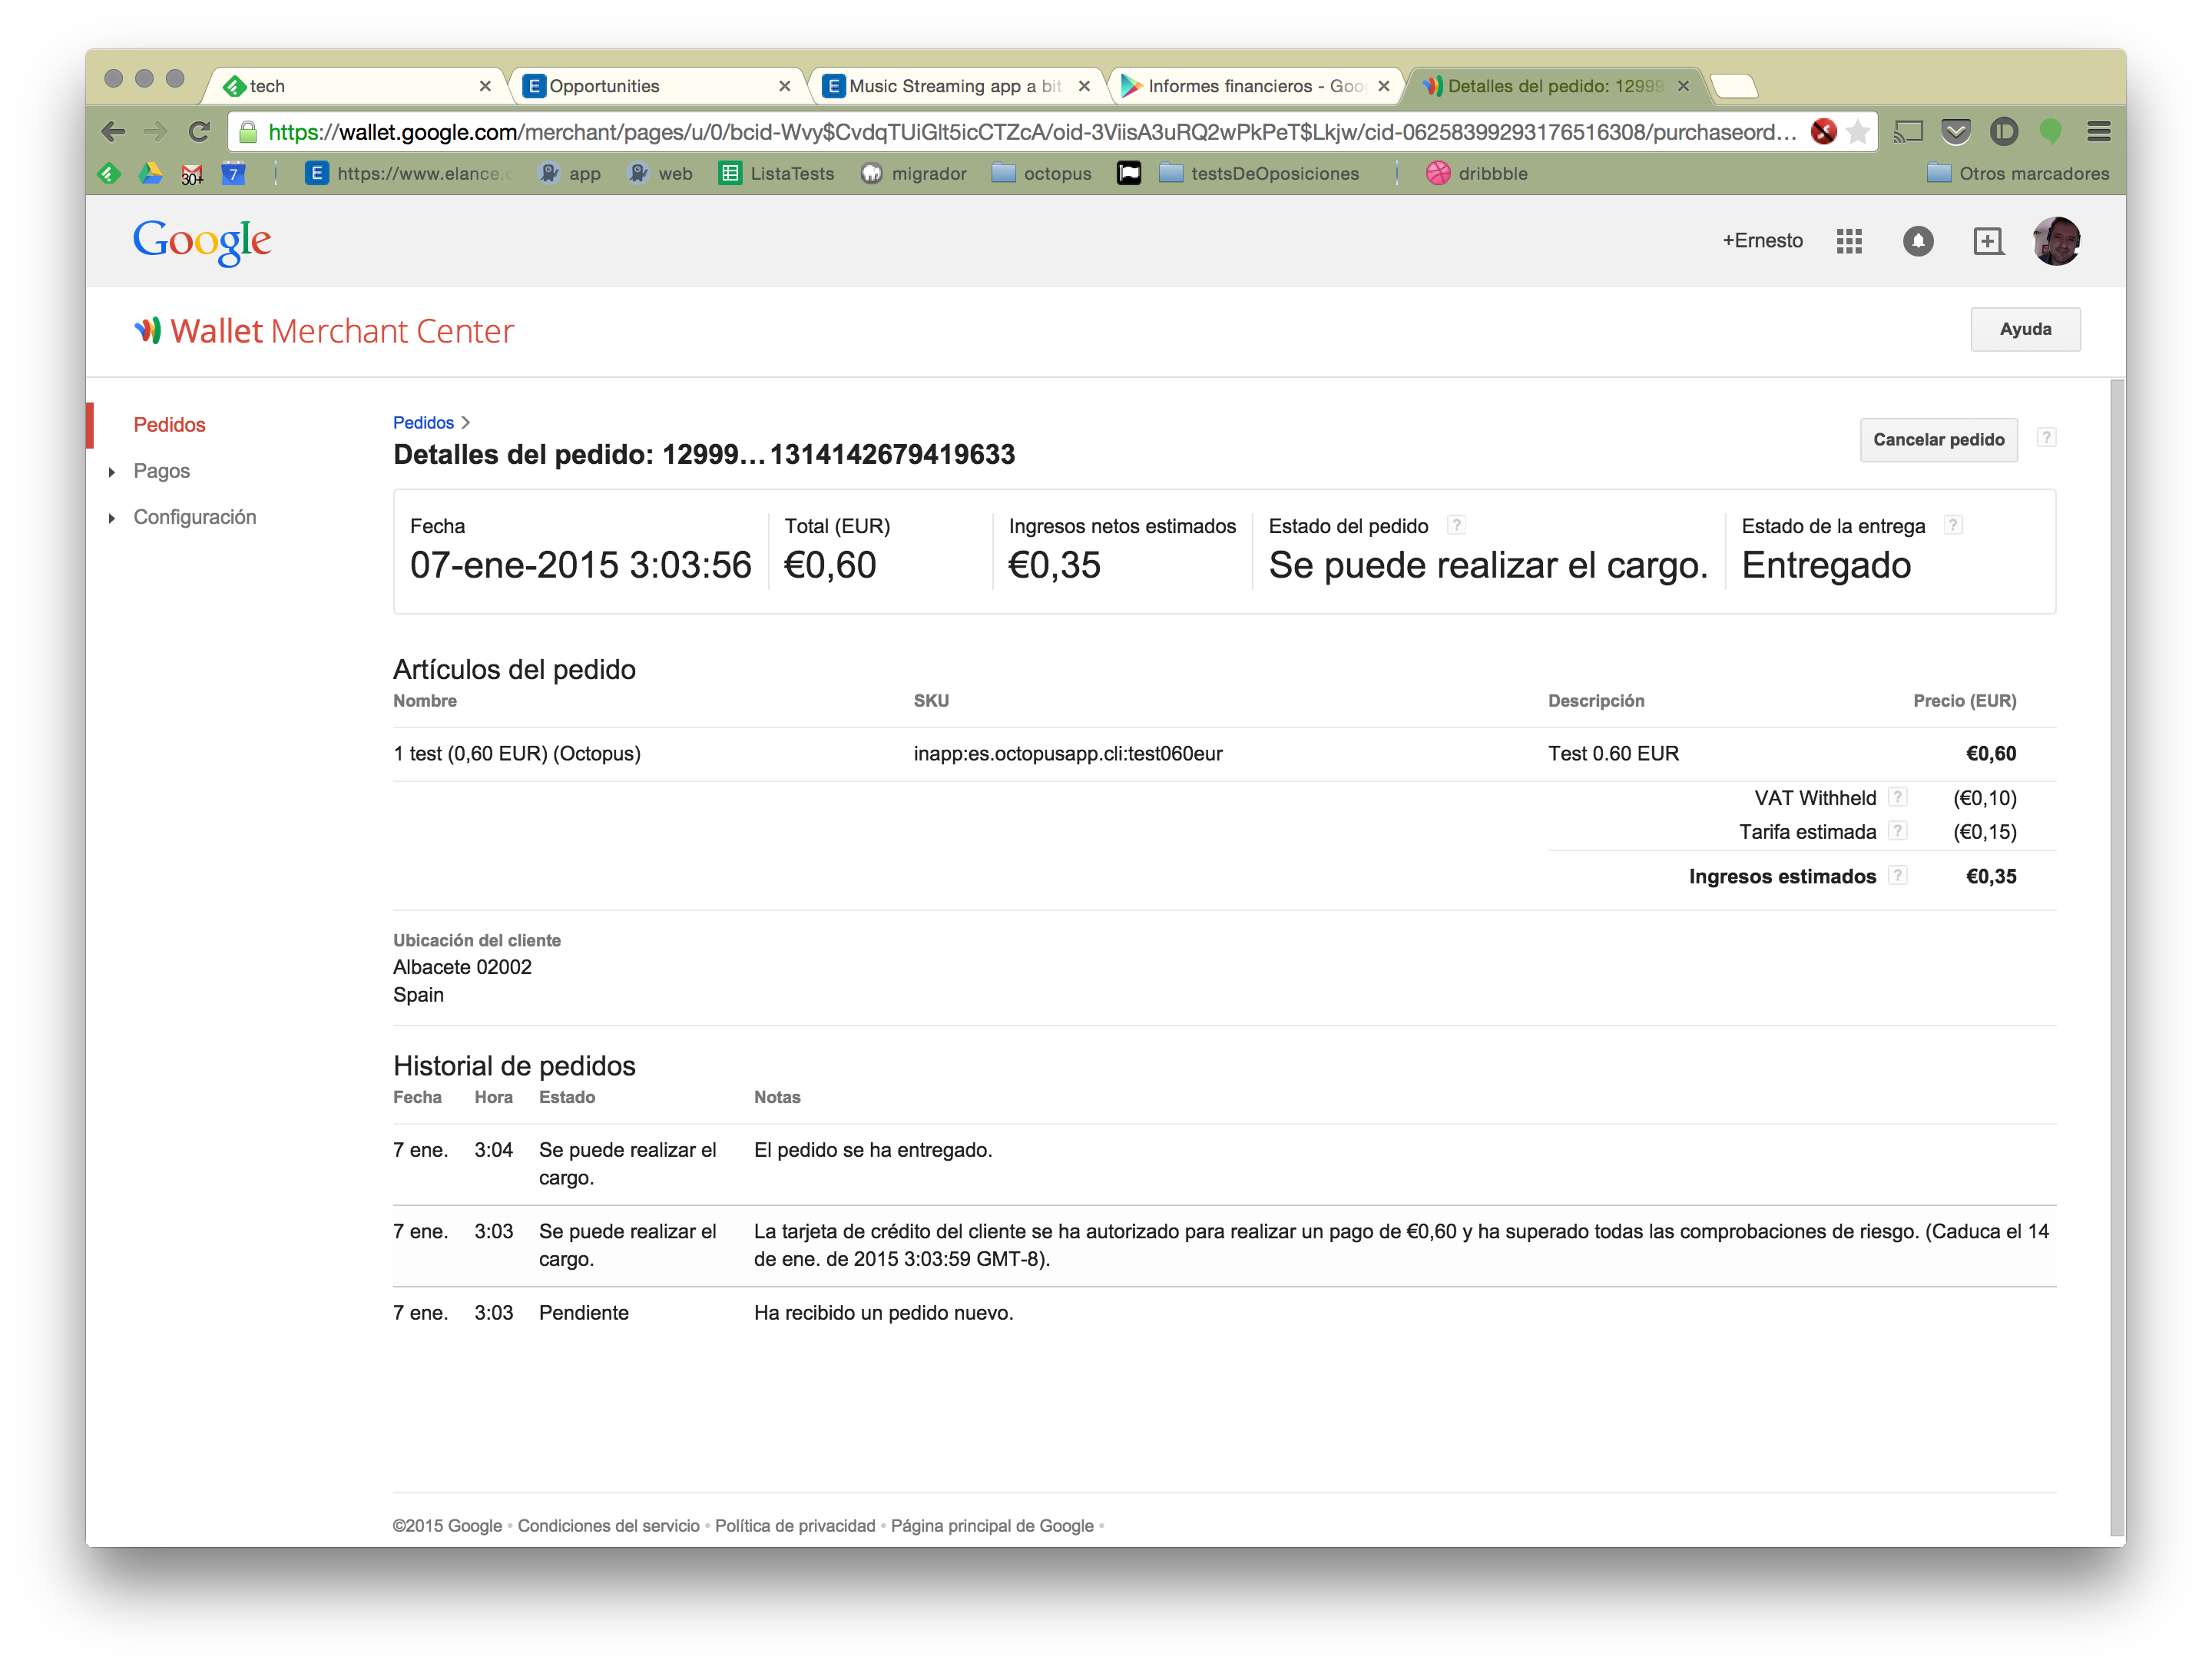 tech
Opportunities
Music Streaming app a bit
Informes financieros - Goo
Detalles del pedido: 12999
https://wallet.google.com/merchant/pages/u/0/bcid-Wvy$CvdqTUiGlt5icCTZcA/oid-3ViisA3uRQ2wPkPeT$Lkjw/cid-06258399293176516308/purchaseord...
30+
7
E https://www.elance.c
app
web
ListaTests
migrador
octopus
testsDeOposiciones
dribbble
Otros marcadores
Google
+Ernesto
Wallet Merchant Center
Ayuda
Pedidos
Pagos
Configuración
Pedidos >
Detalles del pedido: 12999...1314142679419633
Cancelar pedido ?
Fecha Total (EUR) Ingresos netos estimados Estado del pedido ? Estado de la entrega ?
07-ene-2015 3:03:56 €0,60 €0,35 Se puede realizar el cargo. Entregado
Artículos del pedido
Nombre SKU Descripción Precio (EUR)
1 test (0,60 EUR) (Octopus) inapp:es.octopusapp.cli:test060eur Test 0.60 EUR €0,60
VAT Withheld ? (€0,10)
Tarifa estimada ? (€0,15)
Ingresos estimados ? €0,35
Ubicación del cliente
Albacete 02002
Spain
Historial de pedidos
Fecha Hora Estado Notas
7 ene. 3:04 Se puede realizar el cargo. El pedido se ha entregado.
7 ene. 3:03 Se puede realizar el cargo. La tarjeta de crédito del cliente se ha autorizado para realizar un pago de €0,60 y ha superado todas las comprobaciones de riesgo. (Caduca el 14
de ene. de 2015 3:03:59 GMT-8).
7 ene. 3:03 Pendiente Ha recibido un pedido nuevo.
©2015 Google • Condiciones del servicio • Política de privacidad • Página principal de Google •